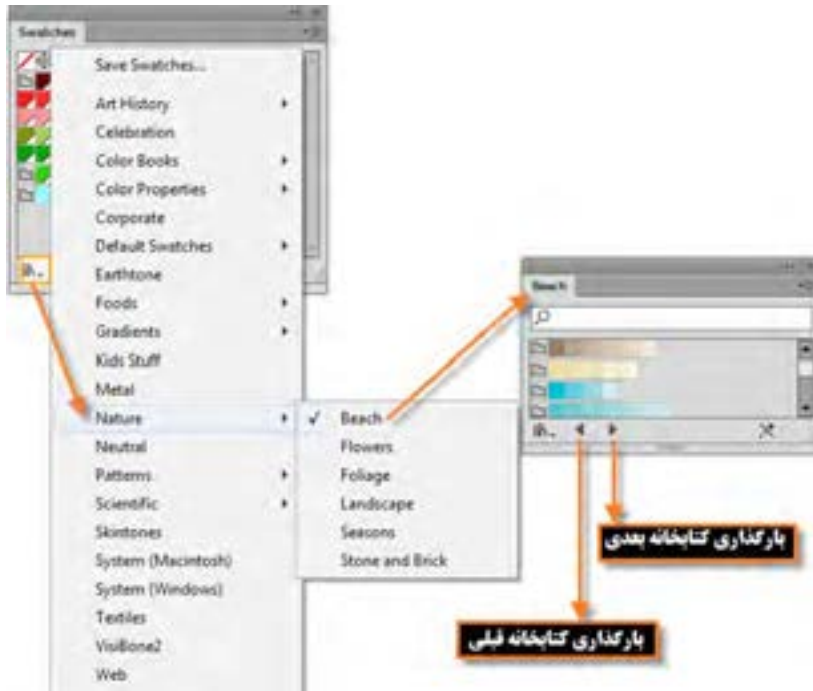 Swatches
Save Swatches...
Art History
Celebration
Color Books
Color Properties
Corporate
Default Swatches
Earthtone
Foods
Gradients
Kids Stuff
Metal
Nature
Neutral
Patterns
Scientific
Skintones
System (Macintosh)
System (Windows)
Textiles
VisiBone2
Web
Beach
Flowers
Foliage
Landscape
Seasons
Stone and Brick
Beach
بارگذاری کتابخانه بعدی
بارگذاری کتابخانه قبلی